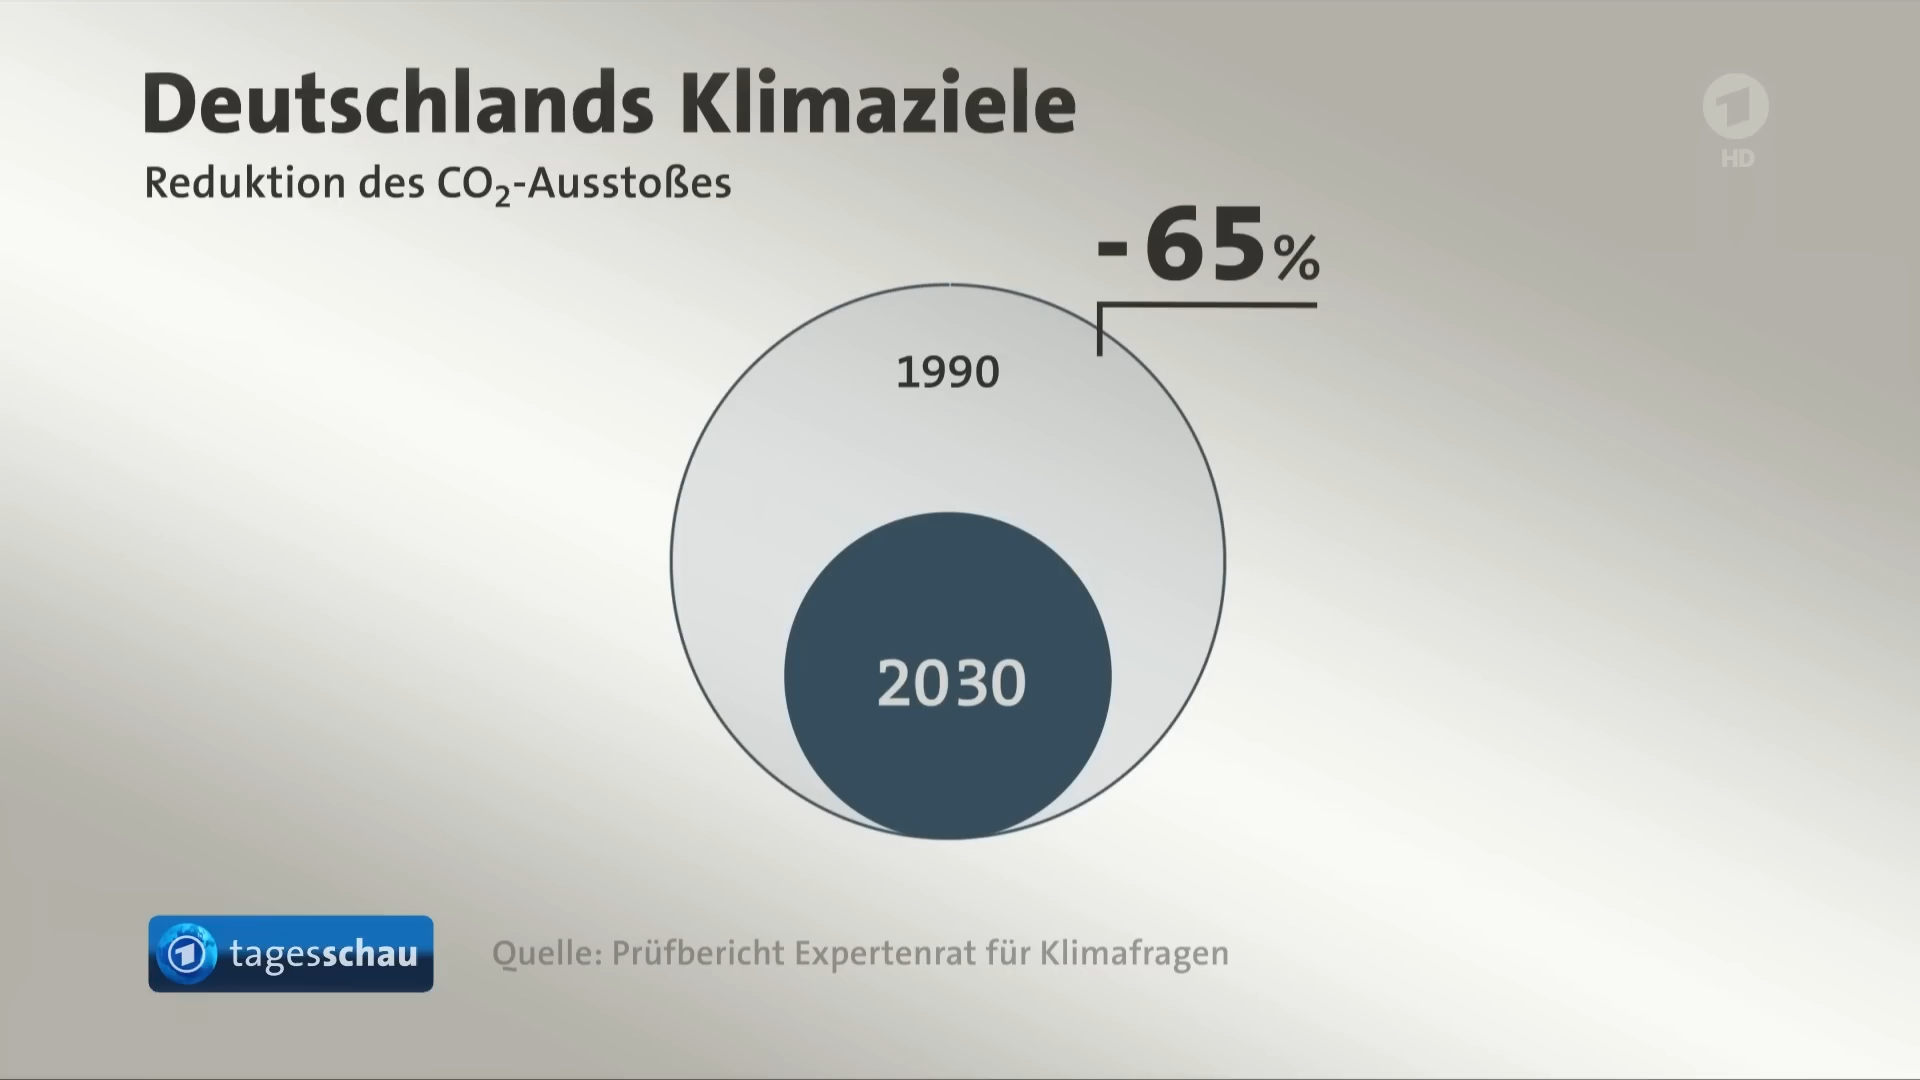 Deutschlands Klimaziele
Reduktion des CO₂-Ausstoßes
HD
- 65%
1990
2030
tagesschau
Quelle: Prüfbericht Expertenrat für Klimafragen